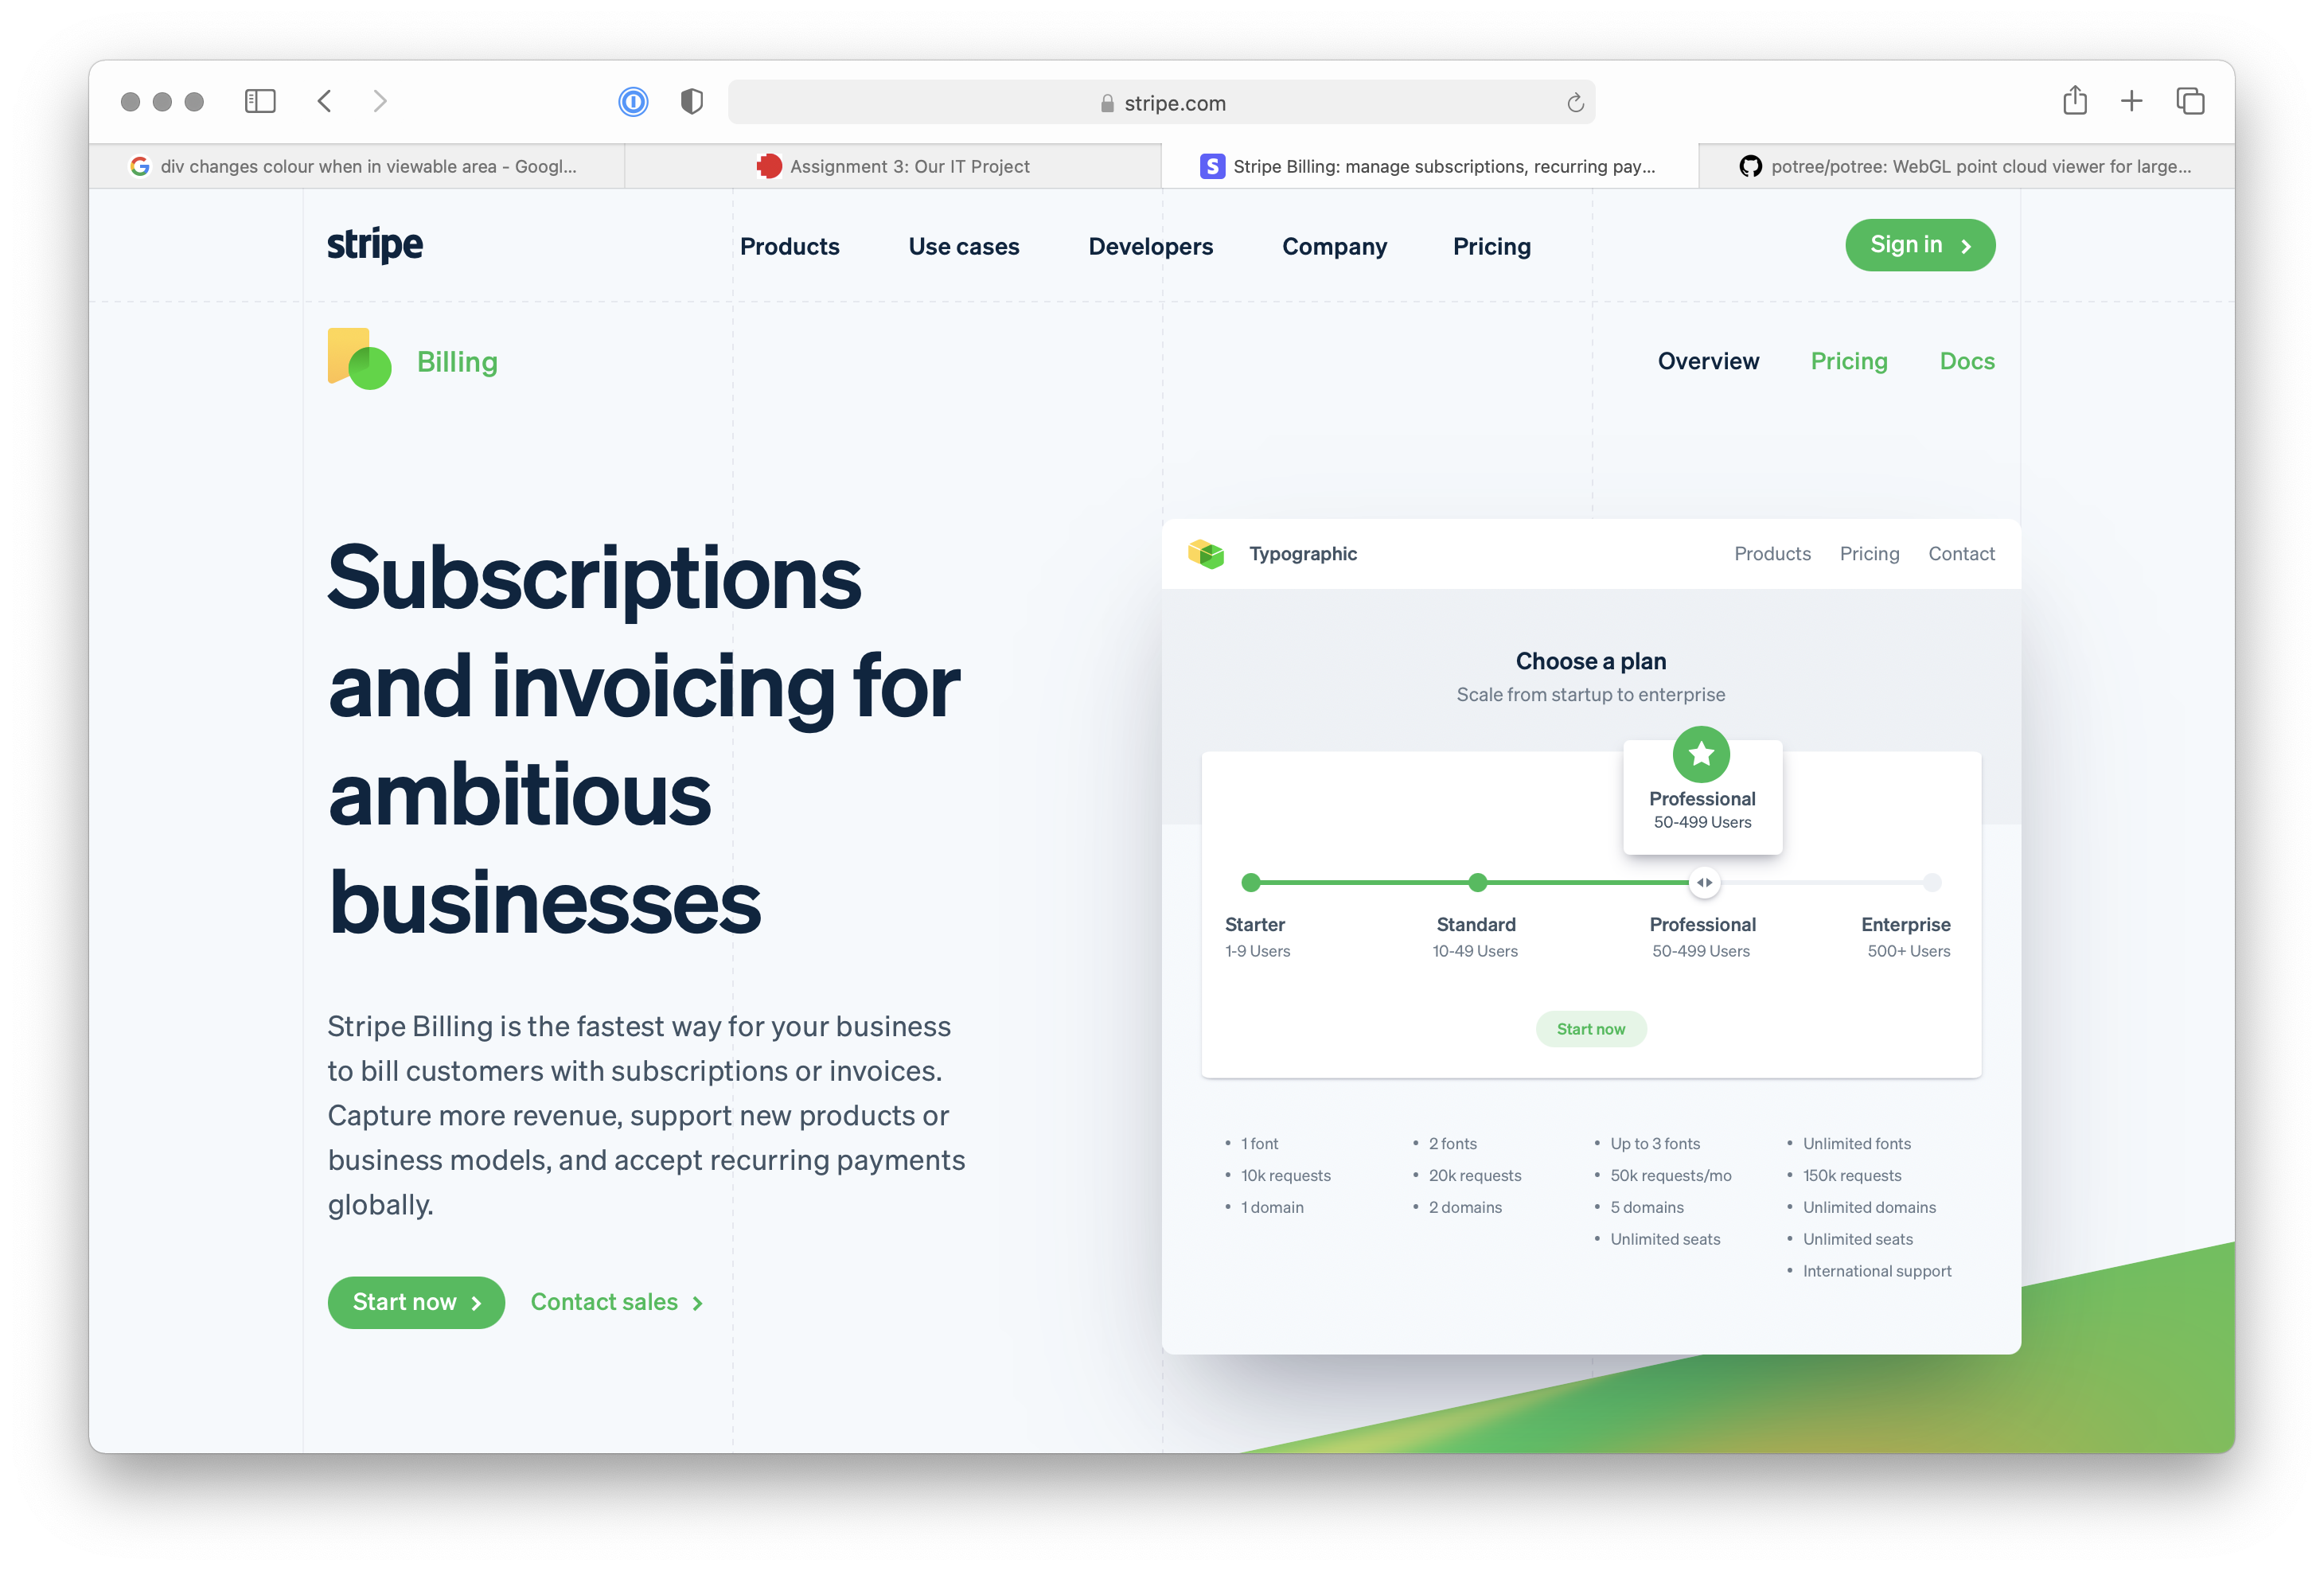 stripe.com
div changes colour when in viewable area - Googl...
Assignment 3: Our IT Project
Stripe Billing: manage subscriptions, recurring pay...
potree/potree: WebGL point cloud viewer for large...
stripe
Products
Use cases
Developers
Company
Pricing
Sign in
Billing
Overview
Pricing
Docs
Subscriptions
and invoicing for
ambitious
businesses
Stripe Billing is the fastest way for your business
to bill customers with subscriptions or invoices.
Capture more revenue, support new products or
business models, and accept recurring payments
globally.
Start now
Contact sales
Typographic
Products
Pricing
Contact
Choose a plan
Scale from startup to enterprise
Professional
50-499 Users
Starter
1-9 Users
Standard
10-49 Users
Professional
50-499 Users
Enterprise
500+ Users
Start now
• 1 font
• 10k requests
• 1 domain
• 2 fonts
• 20k requests
• 2 domains
• Up to 3 fonts
• 50k requests/mo
• 5 domains
• Unlimited seats
• Unlimited fonts
• 150k requests
• Unlimited domains
• Unlimited seats
• International support